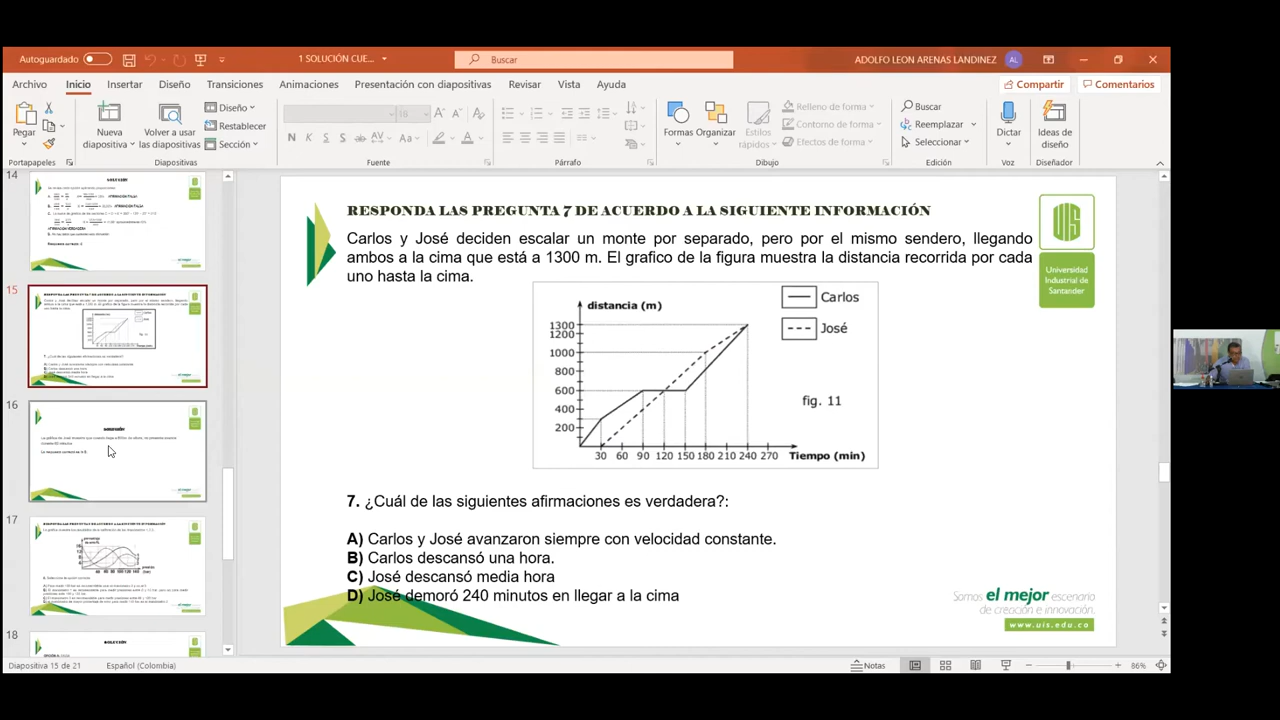 Autoguardado
1 SOLUCIÓN CUE...
Buscar
ADOLFO LEON ARENAS LANDINEZ
AL
Archivo
Inicio
Insertar
Diseño
Transiciones
Animaciones
Presentación con diapositivas
Revisar
Vista
Ayuda
Compartir
Comentarios
Pegar
Nueva
diapositiva
Volver a usar
las diapositivas
Diseño
Restablecer
Sección
18
N K S S
Formas
Organizar
Estilos
rápidos
Relleno de forma
Contorno de forma
Efectos de forma
Buscar
Reemplazar
Seleccionar
Dictar
Ideas de
diseño
Portapapeles
Diapositivas
Fuente
Párrafo
Dibujo
Edición
Voz
Diseñador
14
15
16
17
18
RESPONDA LAS PREGUNTA 7 DE ACUERDO A LA SIGUIENTE INFORMACIÓN
Carlos y José deciden escalar un monte por separado, pero por el mismo sendero, llegando
ambos a la cima que está a 1300 m. El grafico de la figura muestra la distancia recorrida por cada
uno hasta la cima.
distancia (m)
Carlos
José
1300
1200
1000
800
600
400
200
30 60 90 120 150 180 210 240 270
Tiempo (min)
fig. 11
7. ¿Cuál de las siguientes afirmaciones es verdadera?:
A) Carlos y José avanzaron siempre con velocidad constante.
B) Carlos descansó una hora.
C) José descansó media hora
D) José demoró 240 minutos en llegar a la cima
UIS
Universidad
Industrial de
Santander
Somos el mejor escenario
de creación e innovación.
www.uis.edu.co
Diapositiva 15 de 21
Español (Colombia)
Notas
86%